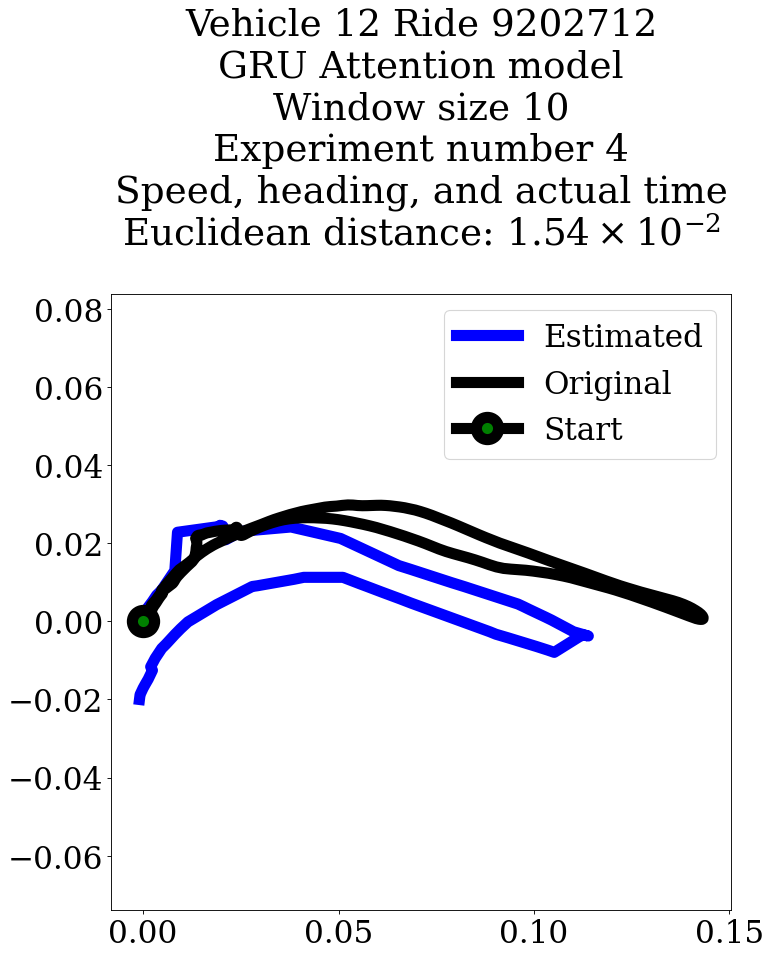 Vehicle 12 Ride 9202712
GRU Attention model
Window size 10
Experiment number 4
Speed, heading, and actual time
Euclidean distance: 1.54 × 10⁻²
Estimated
Original
Start
0.08
0.06
0.04
0.02
0.00
−0.02
−0.04
−0.06
0.00 0.05 0.10 0.15